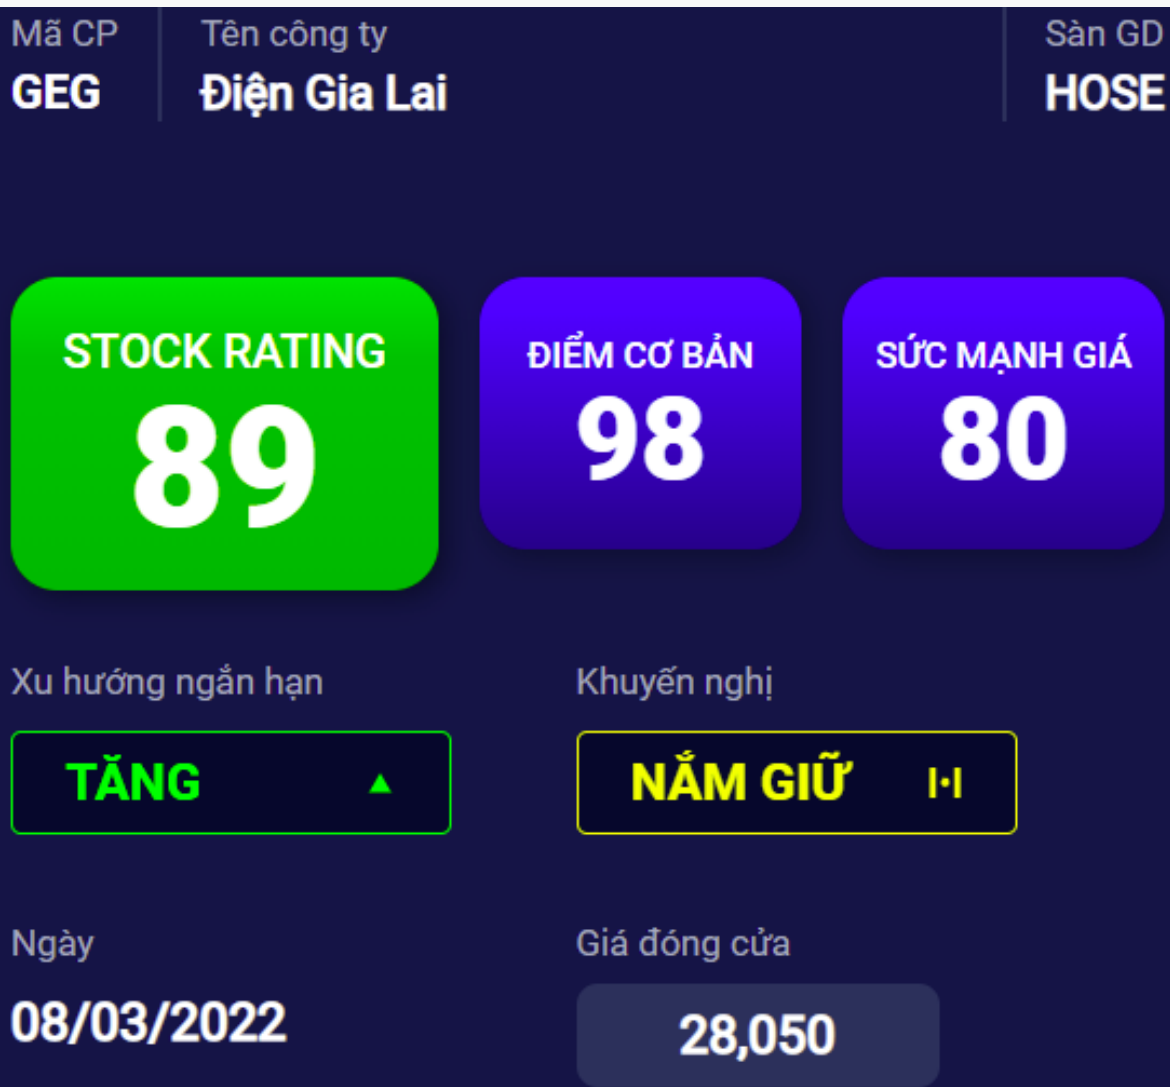 Mã CP
Tên công ty
Sàn GD
GEG
Điện Gia Lai
HOSE
STOCK RATING
89
ĐIỂM CƠ BẢN
98
SỨC MẠNH GIÁ
80
Xu hướng ngắn hạn
Khuyến nghị
TĂNG
NẮM GIỮ
Ngày
Giá đóng cửa
08/03/2022
28,050